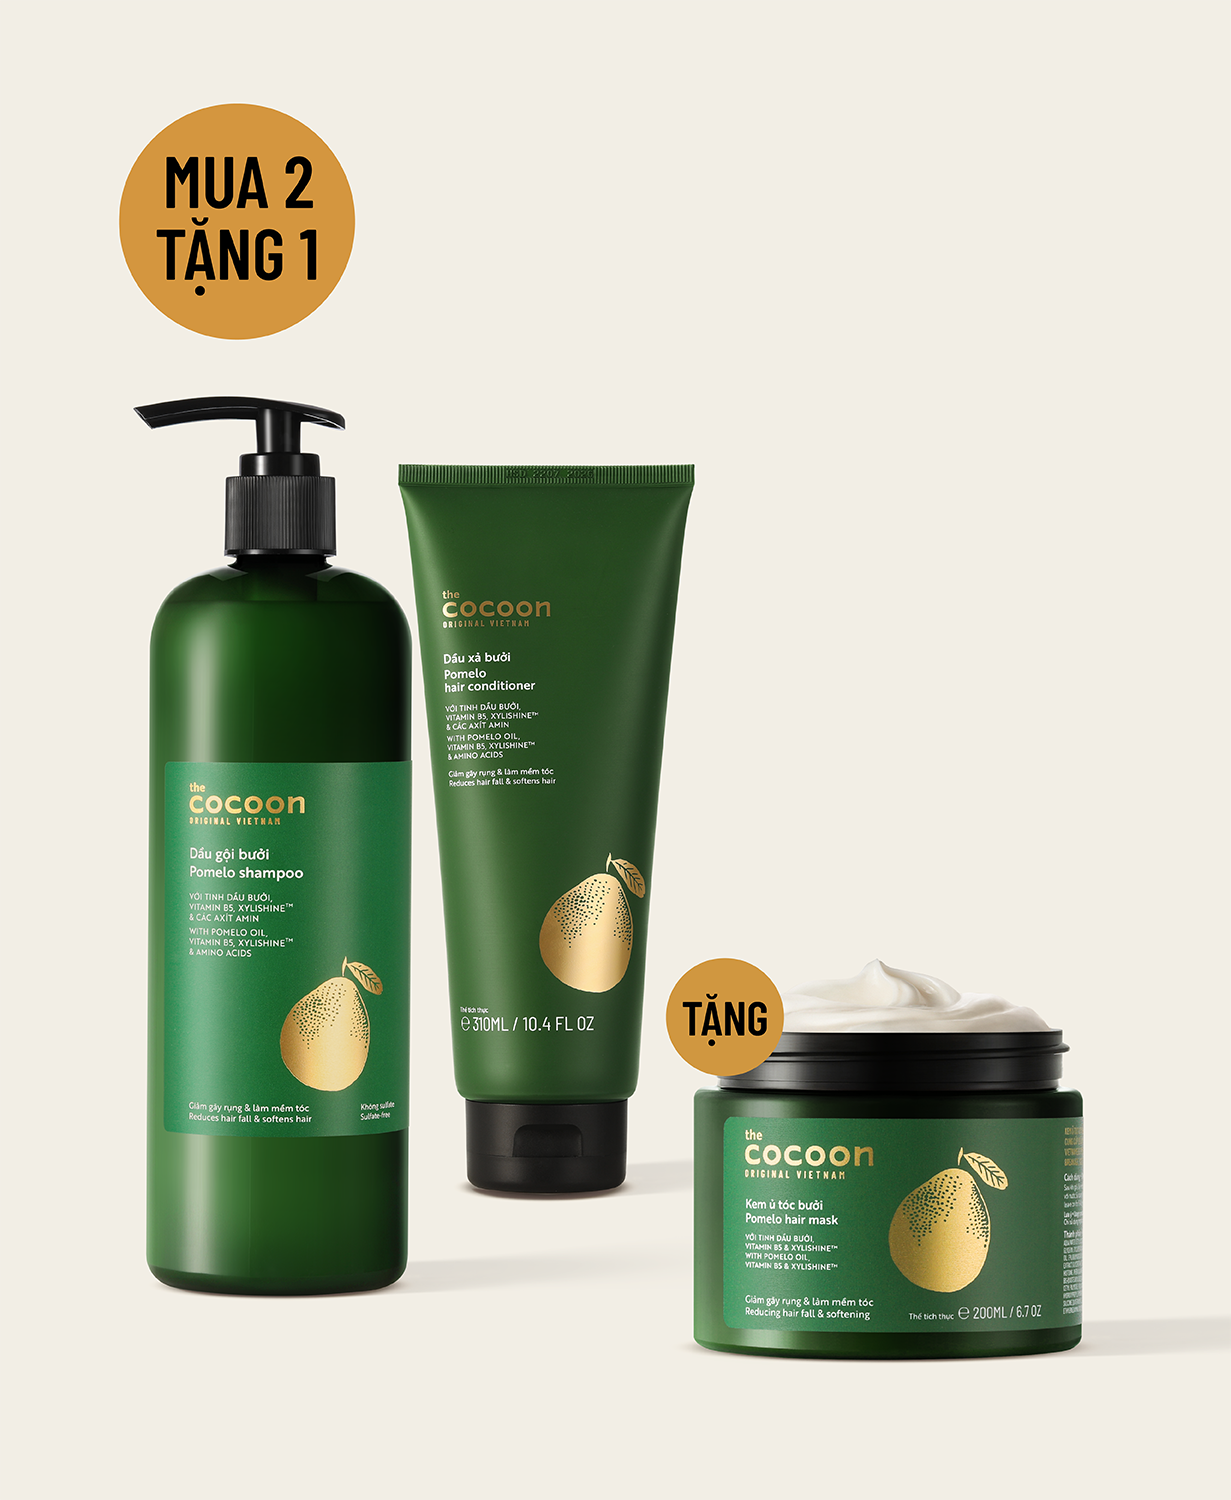 MUA 2
TẶNG 1
the
cocoon
ORIGINAL VIETNAM
Dầu gội bưởi
Pomelo shampoo
VỚI TINH DẦU BƯỞI,
VITAMIN B5, XYLISHINE™
& CÁC AXÍT AMIN
WITH POMELO OIL,
VITAMIN B5, XYLISHINE™
& AMINO ACIDS
Giảm gãy rụng & làm mềm tóc
Reduces hair fall & softens hair
Không sulfate
Sulfate-free
the
cocoon
ORIGINAL VIETNAM
Dầu xả bưởi
Pomelo
hair conditioner
VỚI TINH DẦU BƯỞI,
VITAMIN B5, XYLISHINE™
& CÁC AXÍT AMIN
WITH POMELO OIL,
VITAMIN B5, XYLISHINE™
& AMINO ACIDS
Giảm gãy rụng & làm mềm tóc
Reduces hair fall & softens hair
Thể tích thực
℮ 310ML / 10.4 FL OZ
TẶNG
the
cocoon
ORIGINAL VIETNAM
Kem ủ tóc bưởi
Pomelo hair mask
VỚI TINH DẦU BƯỞI,
VITAMIN B5 & XYLISHINE™
WITH POMELO OIL,
VITAMIN B5 & XYLISHINE™
Giảm gãy rụng & làm mềm tóc
Reducing hair fall & softening
Thể tích thực ℮ 200ML / 6.7 OZ